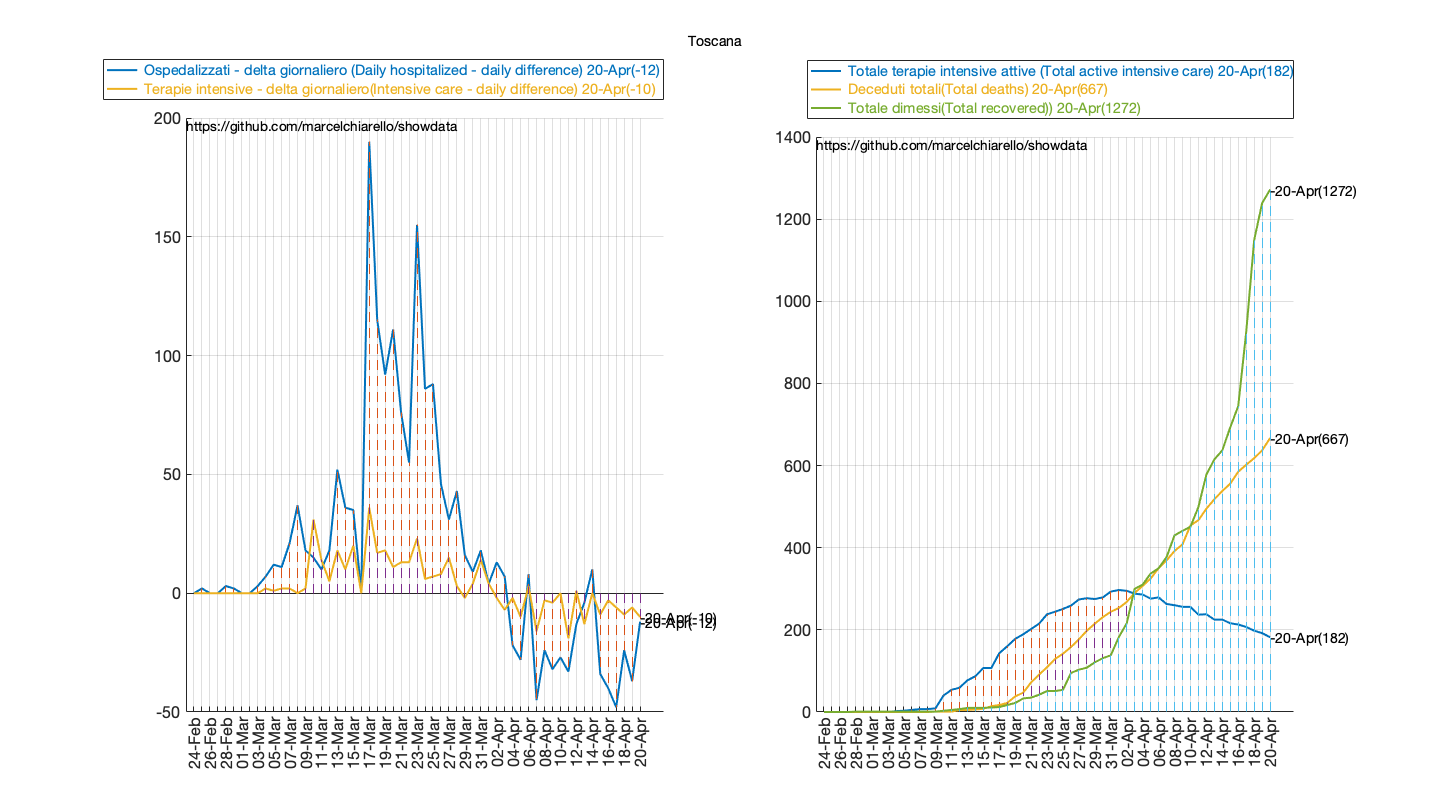 Toscana
Ospedalizzati - delta giornaliero (Daily hospitalized - daily difference) 20-Apr(-12)
Terapie intensive - delta giornaliero(Intensive care - daily difference) 20-Apr(-10)
200
https://github.com/marcelchiarello/showdata
150
100
50
0
-20-Apr(-10)
-20-Apr(-12)
-50
24-Feb
26-Feb
28-Feb
01-Mar
03-Mar
05-Mar
07-Mar
09-Mar
11-Mar
13-Mar
15-Mar
17-Mar
19-Mar
21-Mar
23-Mar
25-Mar
27-Mar
29-Mar
31-Mar
02-Apr
04-Apr
06-Apr
08-Apr
10-Apr
12-Apr
14-Apr
16-Apr
18-Apr
20-Apr
Totale terapie intensive attive (Total active intensive care) 20-Apr(182)
Deceduti totali(Total deaths) 20-Apr(667)
Totale dimessi(Total recovered)) 20-Apr(1272)
1400
https://github.com/marcelchiarello/showdata
-20-Apr(1272)
1200
1000
800
-20-Apr(667)
600
400
200
-20-Apr(182)
0
24-Feb
26-Feb
28-Feb
01-Mar
03-Mar
05-Mar
07-Mar
09-Mar
11-Mar
13-Mar
15-Mar
17-Mar
19-Mar
21-Mar
23-Mar
25-Mar
27-Mar
29-Mar
31-Mar
02-Apr
04-Apr
06-Apr
08-Apr
10-Apr
12-Apr
14-Apr
16-Apr
18-Apr
20-Apr